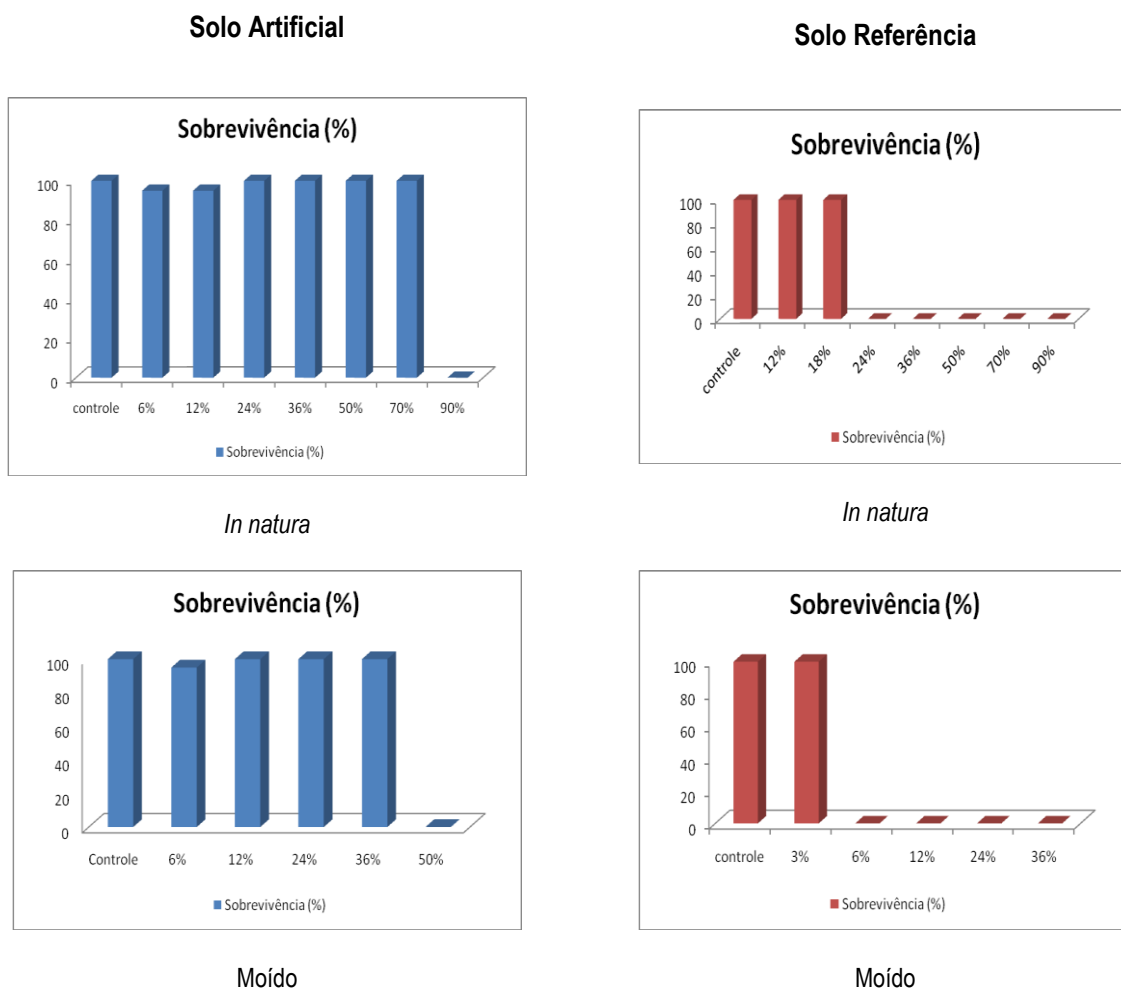 Solo Artificial
Solo Referência
Sobrevivência (%)
100
80
60
40
20
0
controle 6% 12% 24% 36% 50% 70% 90%
Sobrevivência (%)
In natura
Sobrevivência (%)
100
80
60
40
20
0
controle 12% 18% 24% 36% 50% 70% 90%
Sobrevivência (%)
In natura
Sobrevivência (%)
100
80
60
40
20
0
Controle 6% 12% 24% 36% 50%
Sobrevivência (%)
Moído
Sobrevivência (%)
100
80
60
40
20
0
controle 3% 6% 12% 24% 36%
Sobrevivência (%)
Moído